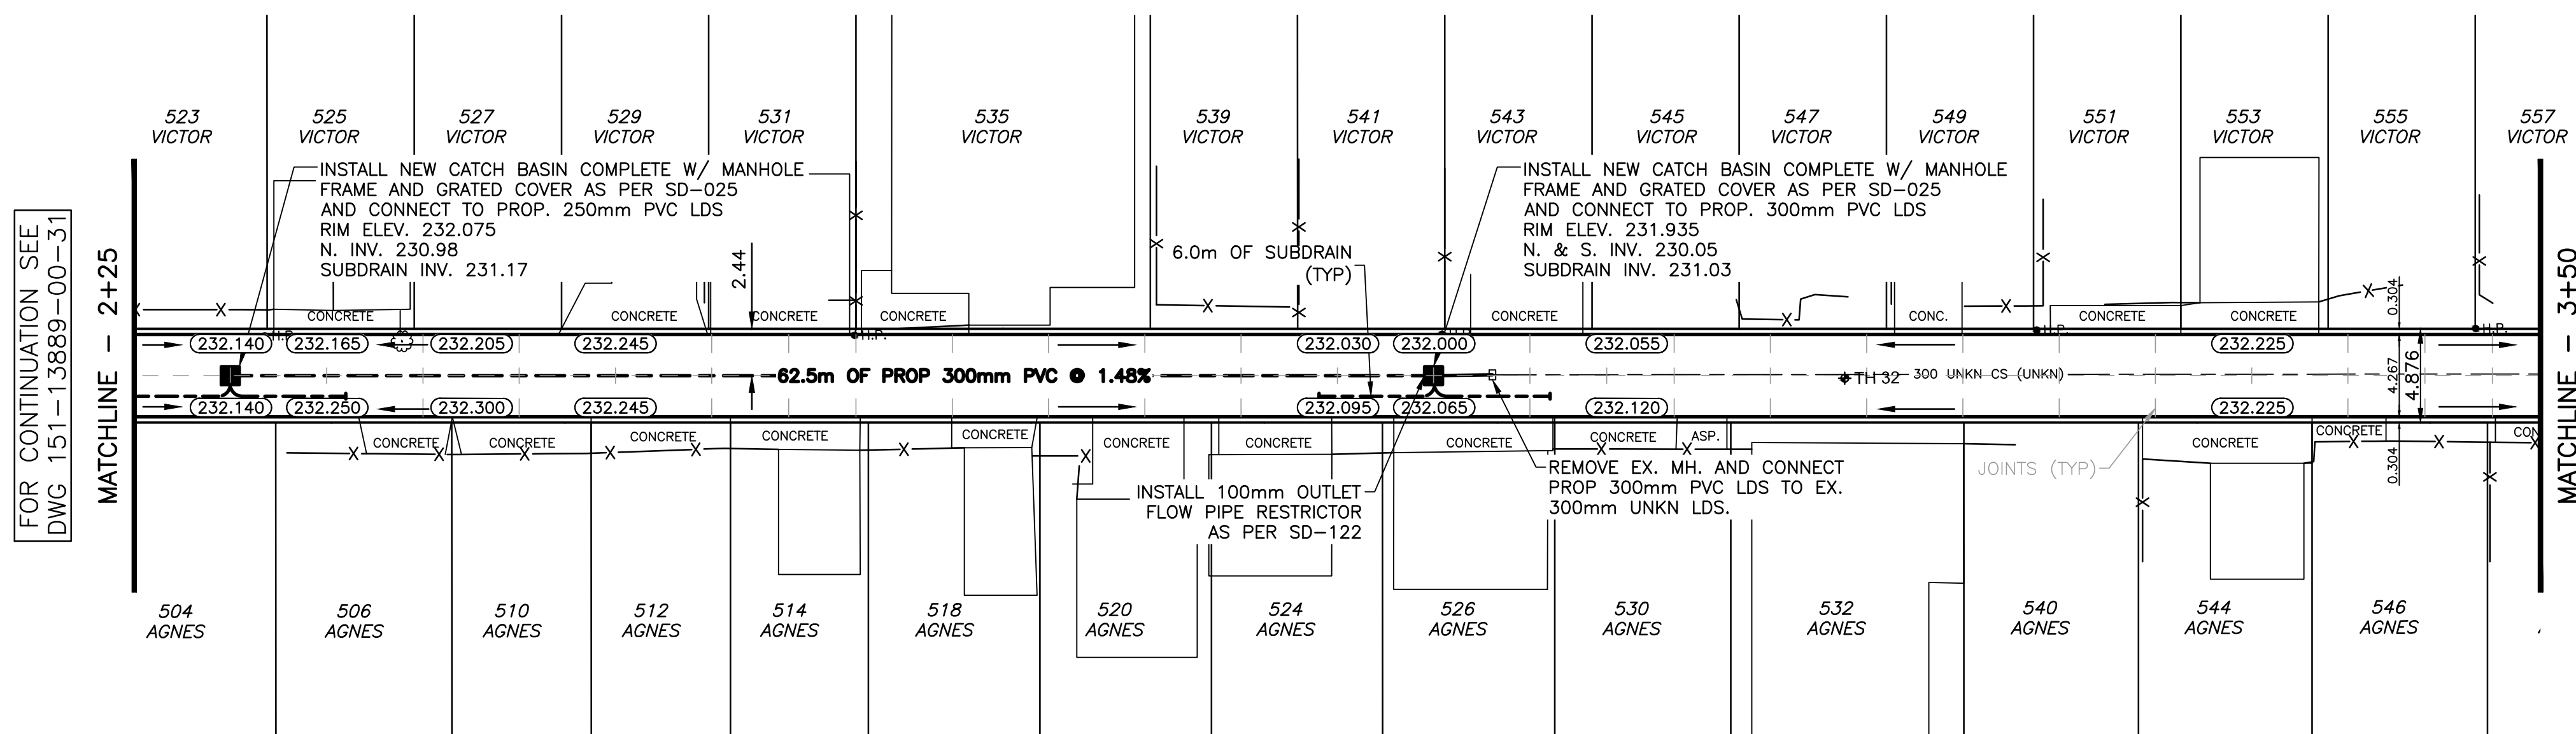 523
VICTOR
525
VICTOR
527
VICTOR
529
VICTOR
531
VICTOR
535
VICTOR
539
VICTOR
541
VICTOR
543
VICTOR
545
VICTOR
547
VICTOR
549
VICTOR
551
VICTOR
553
VICTOR
555
VICTOR
557
VICTOR
FOR CONTINUATION SEE
DWG 151-13889-00-31
MATCHLINE - 2+25
INSTALL NEW CATCH BASIN COMPLETE W/ MANHOLE
FRAME AND GRATED COVER AS PER SD-025
AND CONNECT TO PROP. 250mm PVC LDS
RIM ELEV. 232.075
N. INV. 230.98
SUBDRAIN INV. 231.17
2.44
6.0m OF SUBDRAIN
(TYP)
INSTALL NEW CATCH BASIN COMPLETE W/ MANHOLE
FRAME AND GRATED COVER AS PER SD-025
AND CONNECT TO PROP. 300mm PVC LDS
RIM ELEV. 231.935
N. & S. INV. 230.05
SUBDRAIN INV. 231.03
0.304
MATCHLINE - 3+50
CONCRETE
CONCRETE
CONCRETE
CONCRETE
CONCRETE
CONC.
CONCRETE
CONCRETE
H.P.
H.P.
H.P.
H.P.
232.140
232.165
232.205
232.245
232.030
232.000
232.055
232.225
62.5m OF PROP 300mm PVC @ 1.48%
TH 32
300 UNKN CS (UNKN)
4.267
4.876
232.140
232.250
232.300
232.245
232.095
232.065
232.120
232.225
CONCRETE
CONCRETE
CONCRETE
CONCRETE
CONCRETE
CONCRETE
CONCRETE
CONCRETE
CONCRETE
ASP.
CONCRETE
CONCRETE
CON
0.304
INSTALL 100mm OUTLET
FLOW PIPE RESTRICTOR
AS PER SD-122
REMOVE EX. MH. AND CONNECT
PROP 300mm PVC LDS TO EX.
300mm UNKN LDS.
JOINTS (TYP)
504
AGNES
506
AGNES
510
AGNES
512
AGNES
514
AGNES
518
AGNES
520
AGNES
524
AGNES
526
AGNES
530
AGNES
532
AGNES
540
AGNES
544
AGNES
546
AGNES